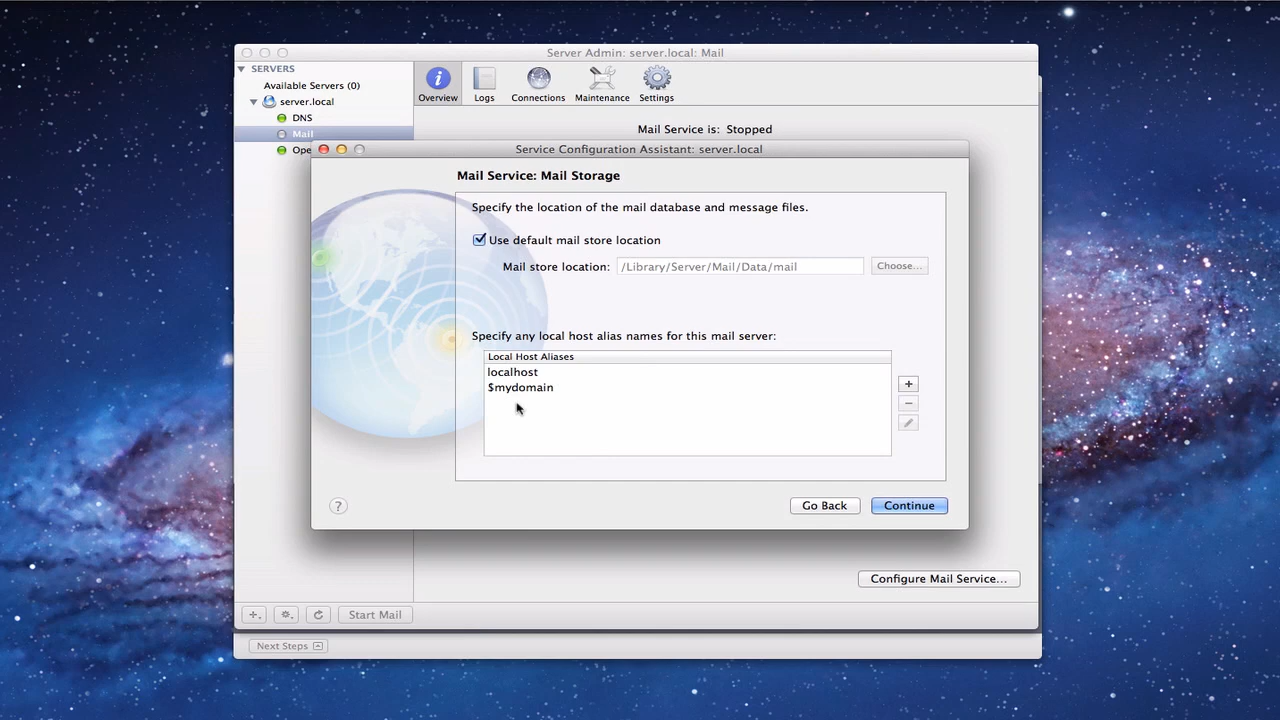 Server Admin: server.local: Mail
SERVERS
Available Servers (0)
server.local
DNS
Mail
Ope
Overview
Logs
Connections
Maintenance
Settings
Mail Service is: Stopped
Service Configuration Assistant: server.local
Mail Service: Mail Storage
Specify the location of the mail database and message files.
Use default mail store location
Mail store location: /Library/Server/Mail/Data/mail Choose...
Specify any local host alias names for this mail server:
Local Host Aliases
localhost
$mydomain
+
−
?
Go Back
Continue
Configure Mail Service...
Start Mail
Next Steps